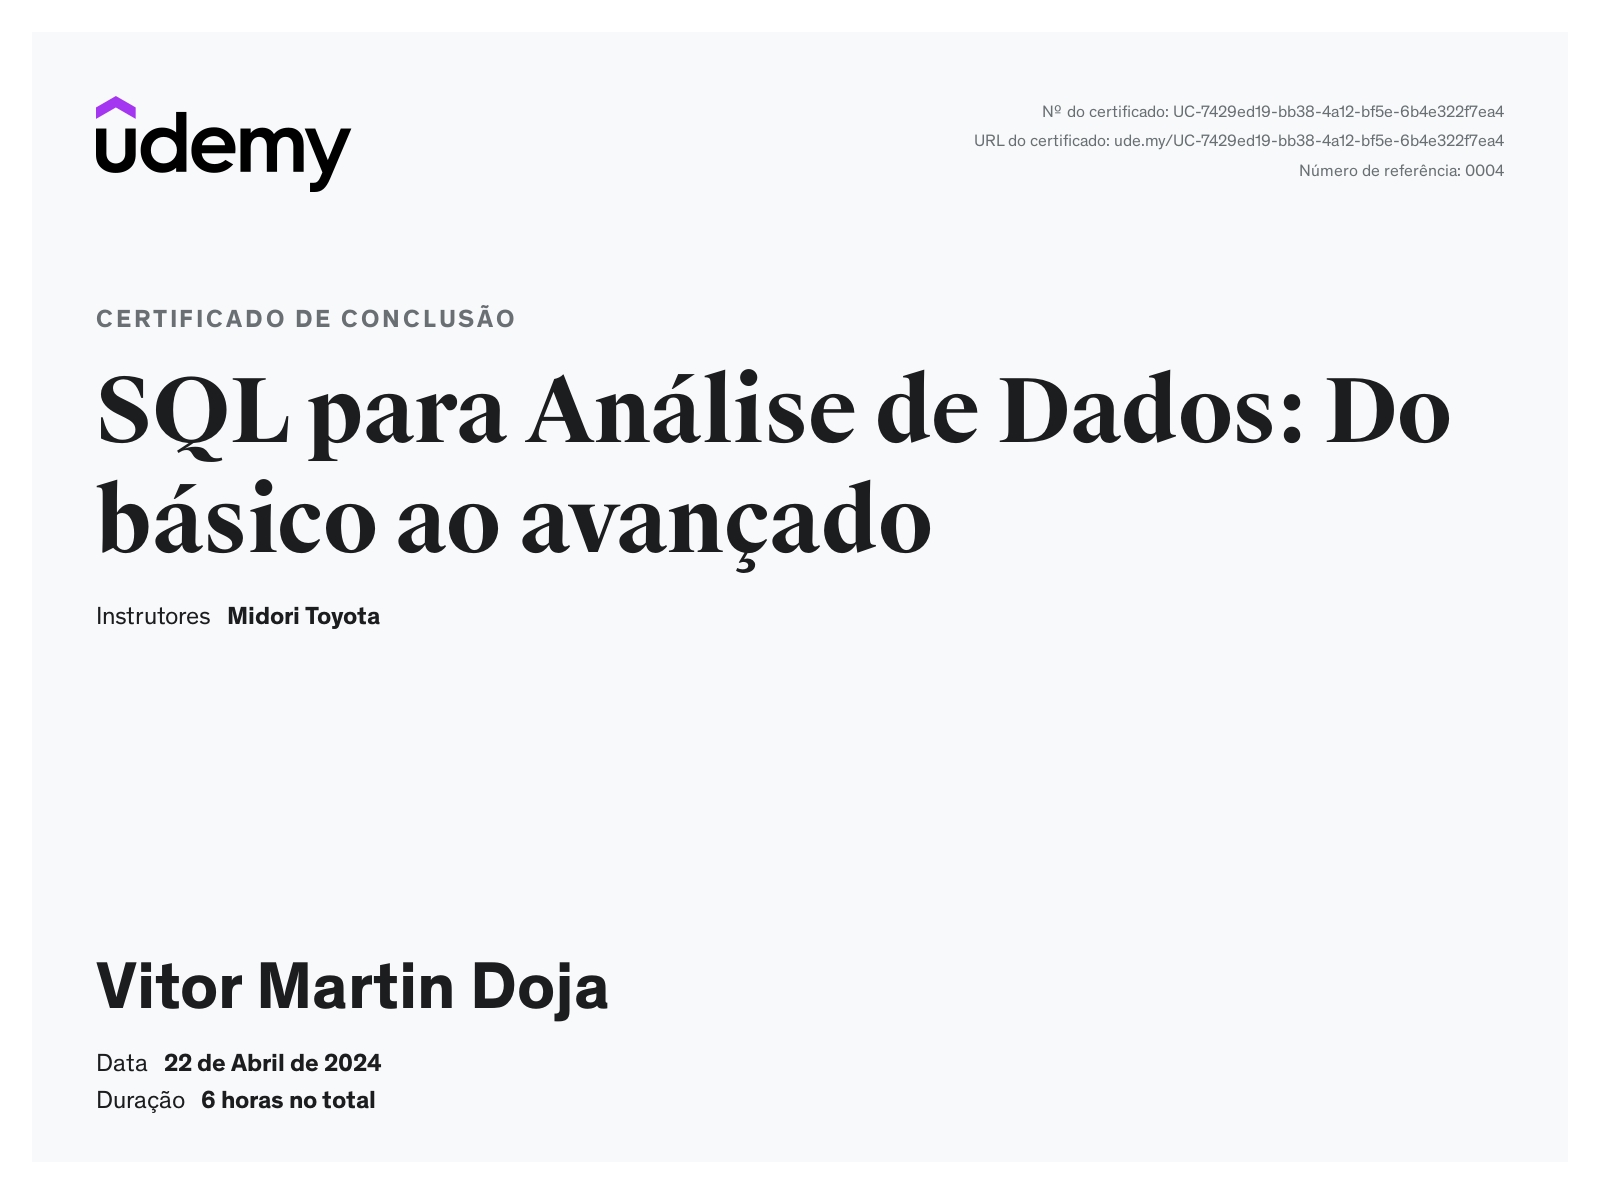 udemy
Nº do certificado: UC-7429ed19-bb38-4a12-bf5e-6b4e322f7ea4
URL do certificado: ude.my/UC-7429ed19-bb38-4a12-bf5e-6b4e322f7ea4
Número de referência: 0004
CERTIFICADO DE CONCLUSÃO
SQL para Análise de Dados: Do
básico ao avançado
Instrutores Midori Toyota
Vitor Martin Doja
Data 22 de Abril de 2024
Duração 6 horas no total